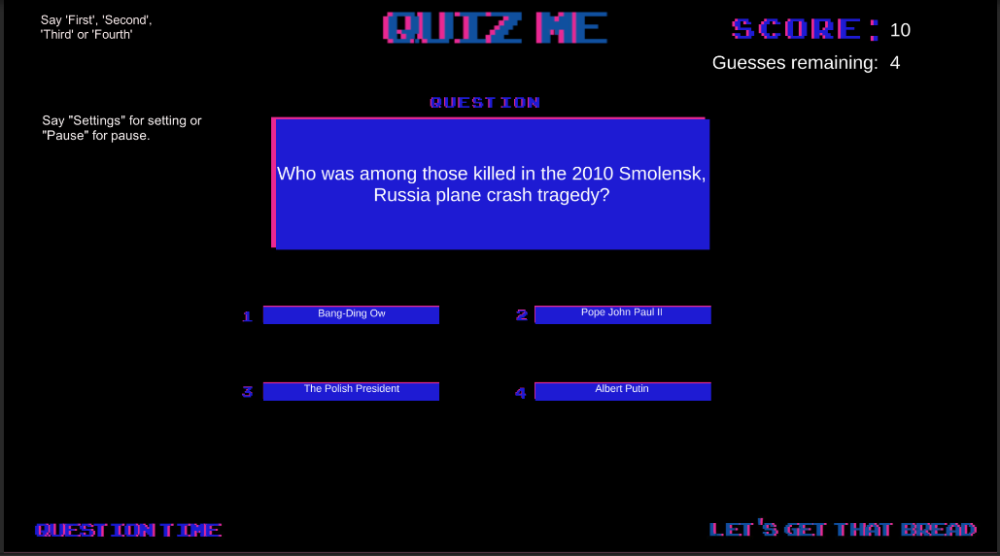 Say 'First', 'Second',
'Third' or 'Fourth'
QUIZ ME
SCORE: 10
Guesses remaining: 4
QUESTION
Say "Settings" for setting or
"Pause" for pause.
Who was among those killed in the 2010 Smolensk,
Russia plane crash tragedy?
1 Bang-Ding Ow
2 Pope John Paul II
3 The Polish President
4 Albert Putin
QUESTION TIME
LET'S GET THAT BREAD